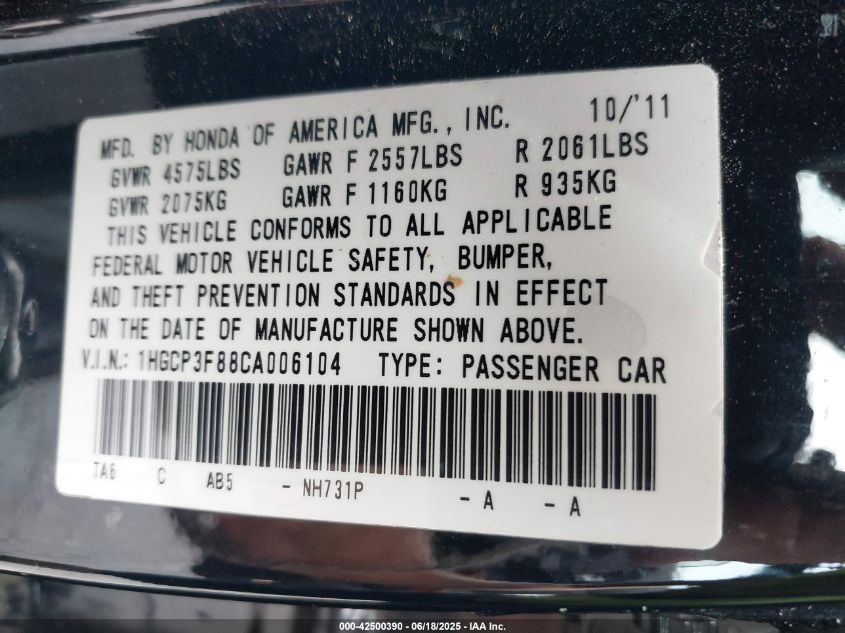 MFD. BY HONDA OF AMERICA MFG., INC. 10/'11
GVWR 4575LBS GAWR F 2557LBS R 2061LBS
GVWR 2075KG GAWR F 1160KG R 935KG
THIS VEHICLE CONFORMS TO ALL APPLICABLE
FEDERAL MOTOR VEHICLE SAFETY, BUMPER,
AND THEFT PREVENTION STANDARDS IN EFFECT
ON THE DATE OF MANUFACTURE SHOWN ABOVE.
V.I.N.: 1HGCP3F88CA006104 TYPE: PASSENGER CAR
TA6 C AB5 - NH731P - A - A
000-42500390 - 06/18/2025 - IAA Inc.